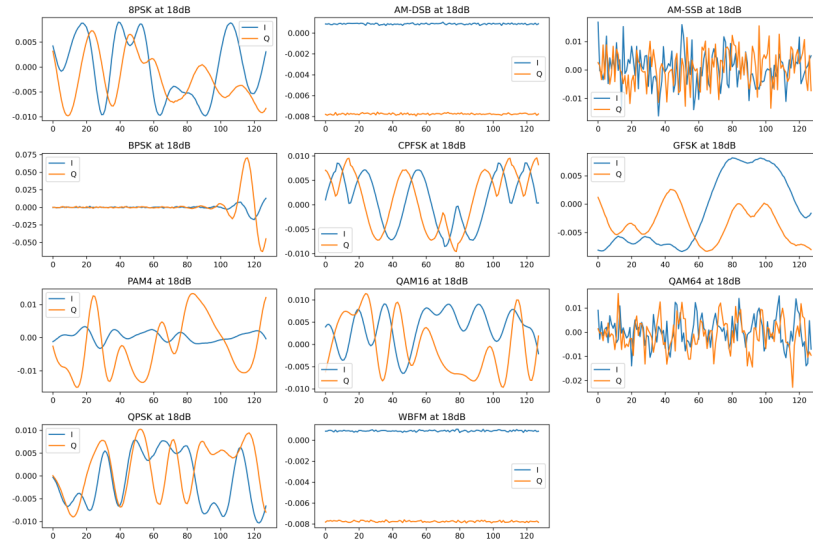 8PSK at 18dB
0.005
0.000
-0.005
-0.010
0 20 40 60 80 100 120
I
Q
AM-DSB at 18dB
0.000
-0.002
-0.004
-0.006
-0.008
0 20 40 60 80 100 120
I
Q
AM-SSB at 18dB
0.01
0.00
-0.01
0 20 40 60 80 100 120
I
Q
BPSK at 18dB
0.075
0.050
0.025
0.000
-0.025
-0.050
0 20 40 60 80 100 120
I
Q
CPFSK at 18dB
0.010
0.005
0.000
-0.005
-0.010
0 20 40 60 80 100 120
I
Q
GFSK at 18dB
0.005
0.000
-0.005
0 20 40 60 80 100 120
I
Q
PAM4 at 18dB
0.01
0.00
-0.01
0 20 40 60 80 100 120
I
Q
QAM16 at 18dB
0.010
0.005
0.000
-0.005
-0.010
0 20 40 60 80 100 120
I
Q
QAM64 at 18dB
0.01
0.00
-0.01
-0.02
0 20 40 60 80 100 120
I
Q
QPSK at 18dB
0.010
0.005
0.000
-0.005
-0.010
0 20 40 60 80 100 120
I
Q
WBFM at 18dB
0.000
-0.002
-0.004
-0.006
-0.008
0 20 40 60 80 100 120
I
Q